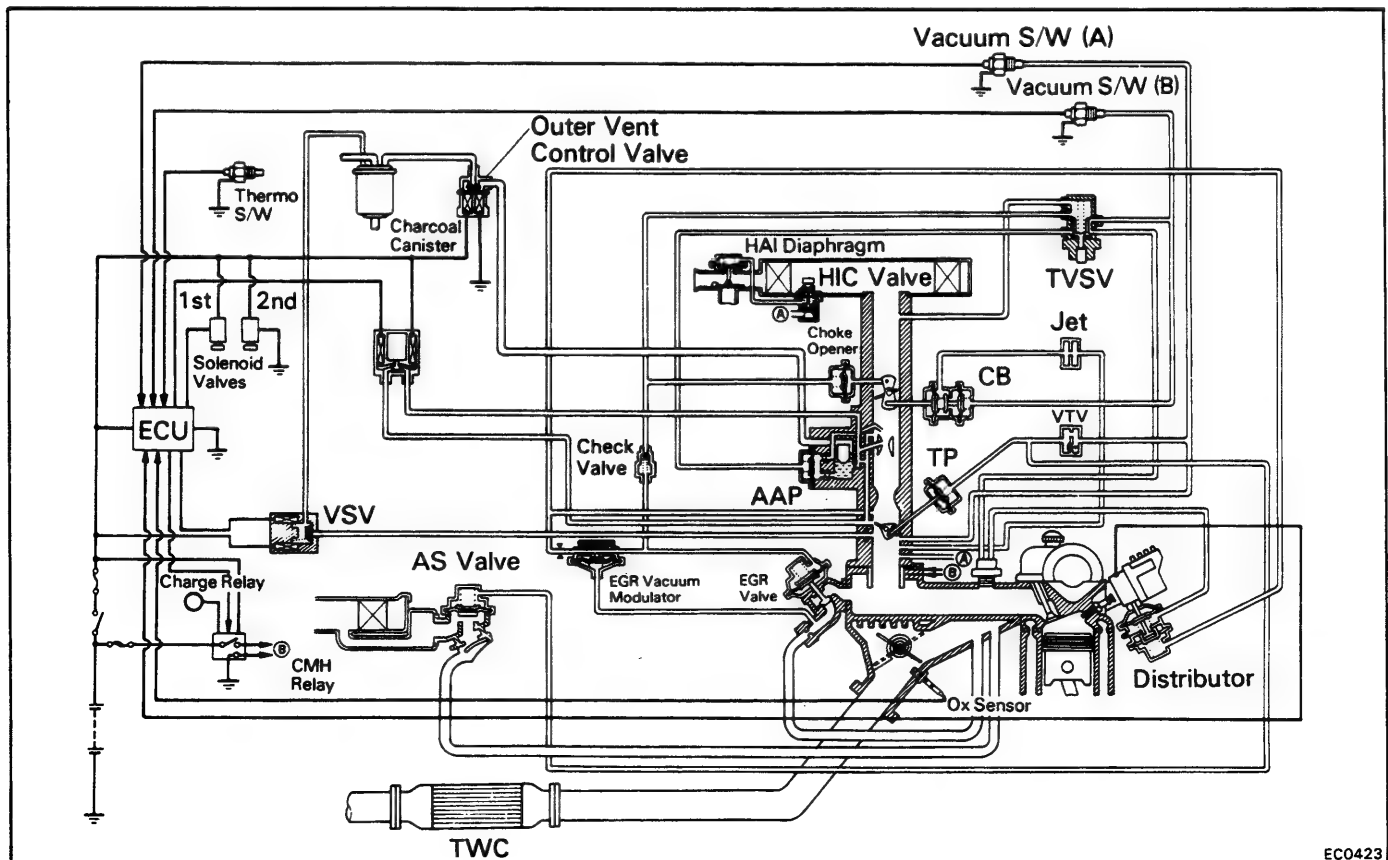 Vacuum S/W (A)
Vacuum S/W (B)
Outer Vent
Control Valve
Thermo
S/W
Charcoal
Canister
HAI Diaphragm
HIC Valve
TVSV
A
1st
2nd
Solenoid
Valves
Choke
Opener
Jet
CB
VTV
ECU
Check
Valve
TP
AAP
VSV
AS Valve
EGR Vacuum
Modulator
EGR
Valve
A
B
Charge Relay
B
CMH
Relay
Ox Sensor
Distributor
TWC
EC0423